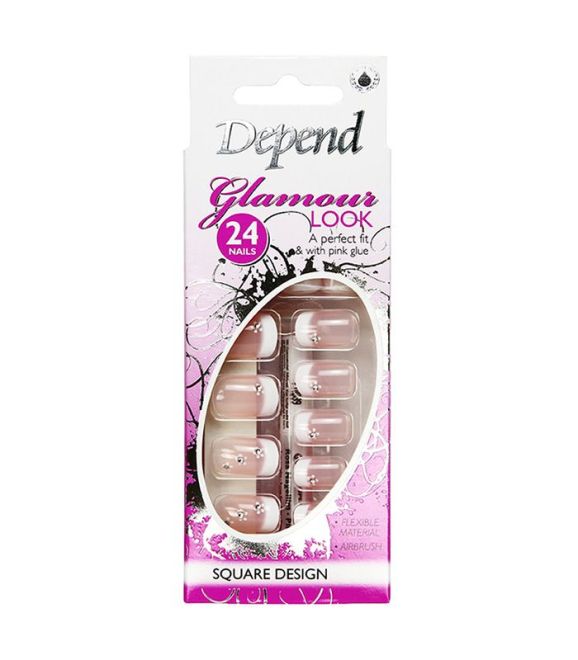 Depend
Glamour
LOOK
24
NAILS
A perfect fit
& with pink glue
• FLEXIBLE
MATERIAL
• AIRBRUSH
SQUARE DESIGN